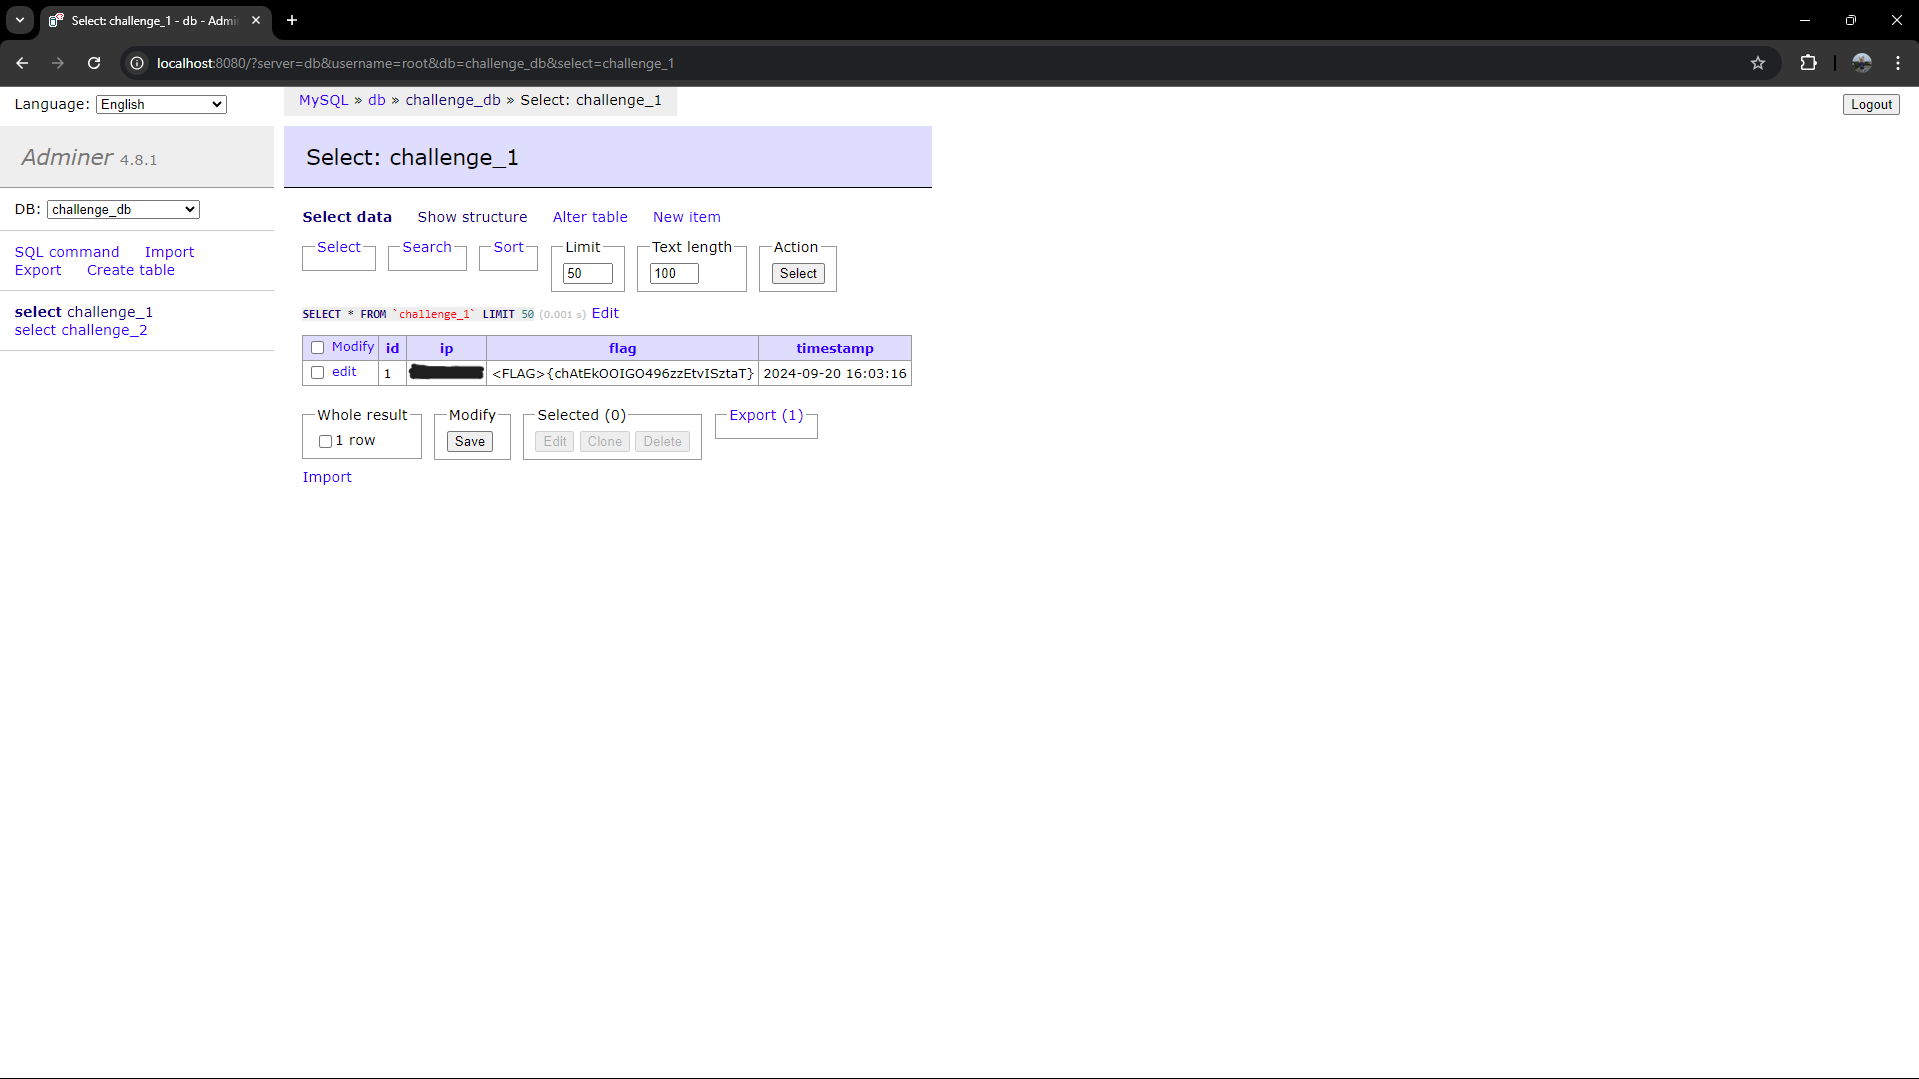 Select: challenge_1 - db - Admi
localhost:8080/?server=db&username=root&db=challenge_db&select=challenge_1
Language: English
MySQL » db » challenge_db » Select: challenge_1
Logout
Adminer 4.8.1
Select: challenge_1
DB: challenge_db
Select data Show structure Alter table New item
SQL command Import
Export Create table
Select Search Sort Limit Text length Action
50 100 Select
select challenge_1
select challenge_2
SELECT * FROM `challenge_1` LIMIT 50 (0.001 s) Edit
Modify id ip flag timestamp
edit 1 <FLAG>{chAtEkOOIGO496zzEtvISztaT} 2024-09-20 16:03:16
Whole result Modify Selected (0) Export (1)
1 row Save Edit Clone Delete
Import